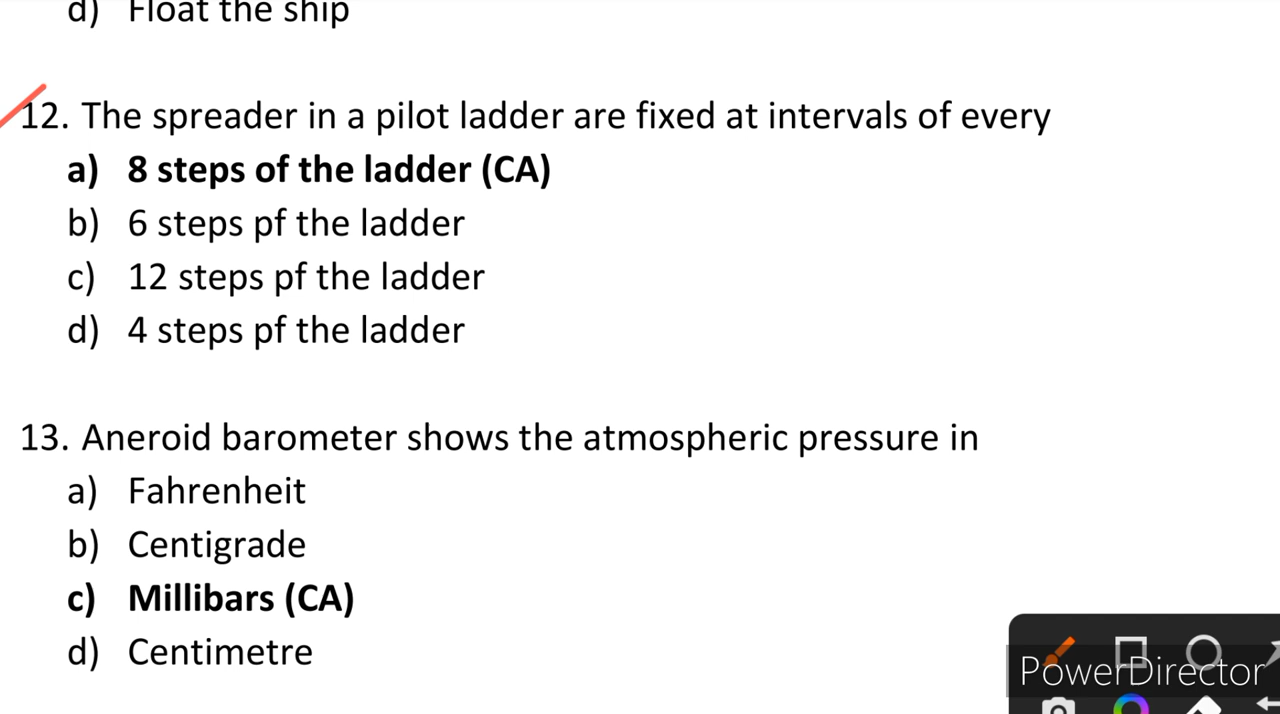 d) Float the ship
12. The spreader in a pilot ladder are fixed at intervals of every
a) 8 steps of the ladder (CA)
b) 6 steps pf the ladder
c) 12 steps pf the ladder
d) 4 steps pf the ladder
13. Aneroid barometer shows the atmospheric pressure in
a) Fahrenheit
b) Centigrade
c) Millibars (CA)
d) Centimetre
PowerDirector